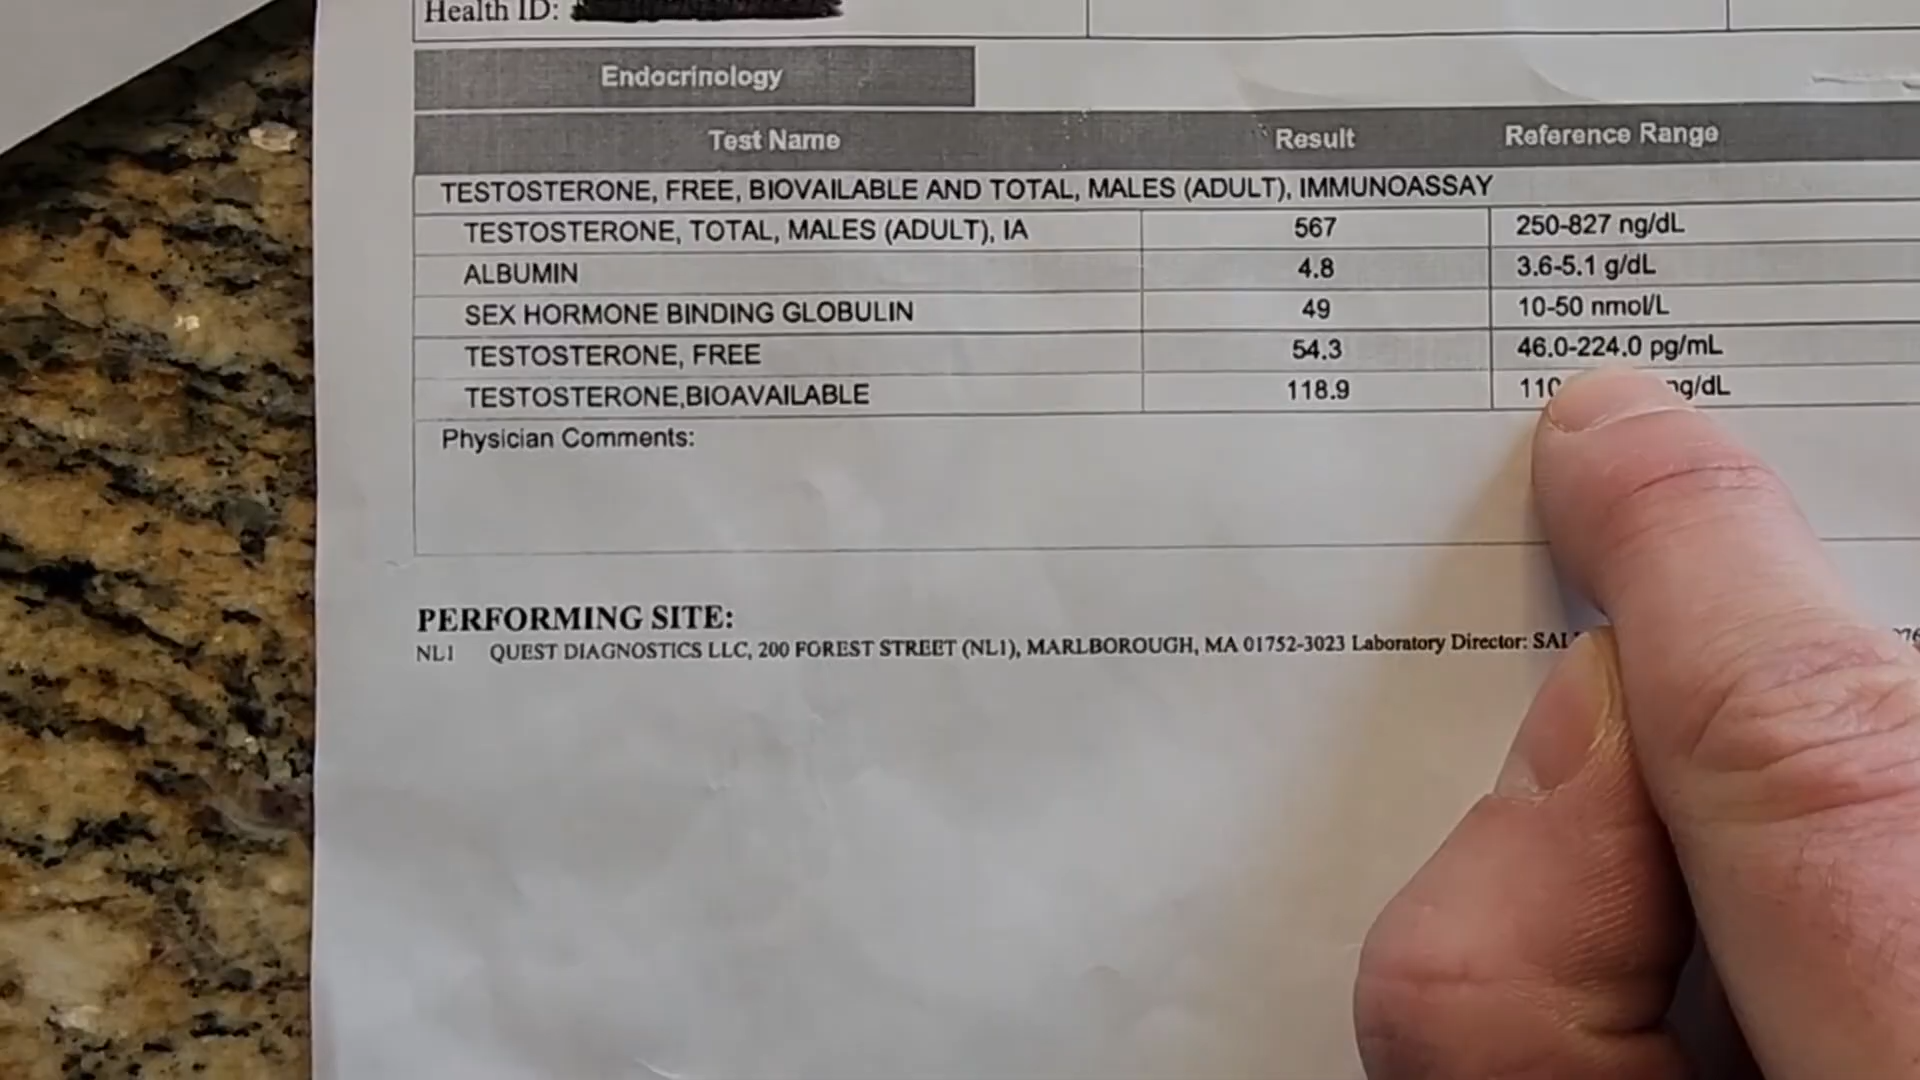 Health ID:
Endocrinology
Test Name Result Reference Range
TESTOSTERONE, FREE, BIOVAILABLE AND TOTAL, MALES (ADULT), IMMUNOASSAY
TESTOSTERONE, TOTAL, MALES (ADULT), IA 567 250-827 ng/dL
ALBUMIN 4.8 3.6-5.1 g/dL
SEX HORMONE BINDING GLOBULIN 49 10-50 nmol/L
TESTOSTERONE, FREE 54.3 46.0-224.0 pg/mL
TESTOSTERONE,BIOAVAILABLE 118.9 ng/dL
Physician Comments:
PERFORMING SITE:
NL1 QUEST DIAGNOSTICS LLC, 200 FOREST STREET (NL1), MARLBOROUGH, MA 01752-3023 Laboratory Director: